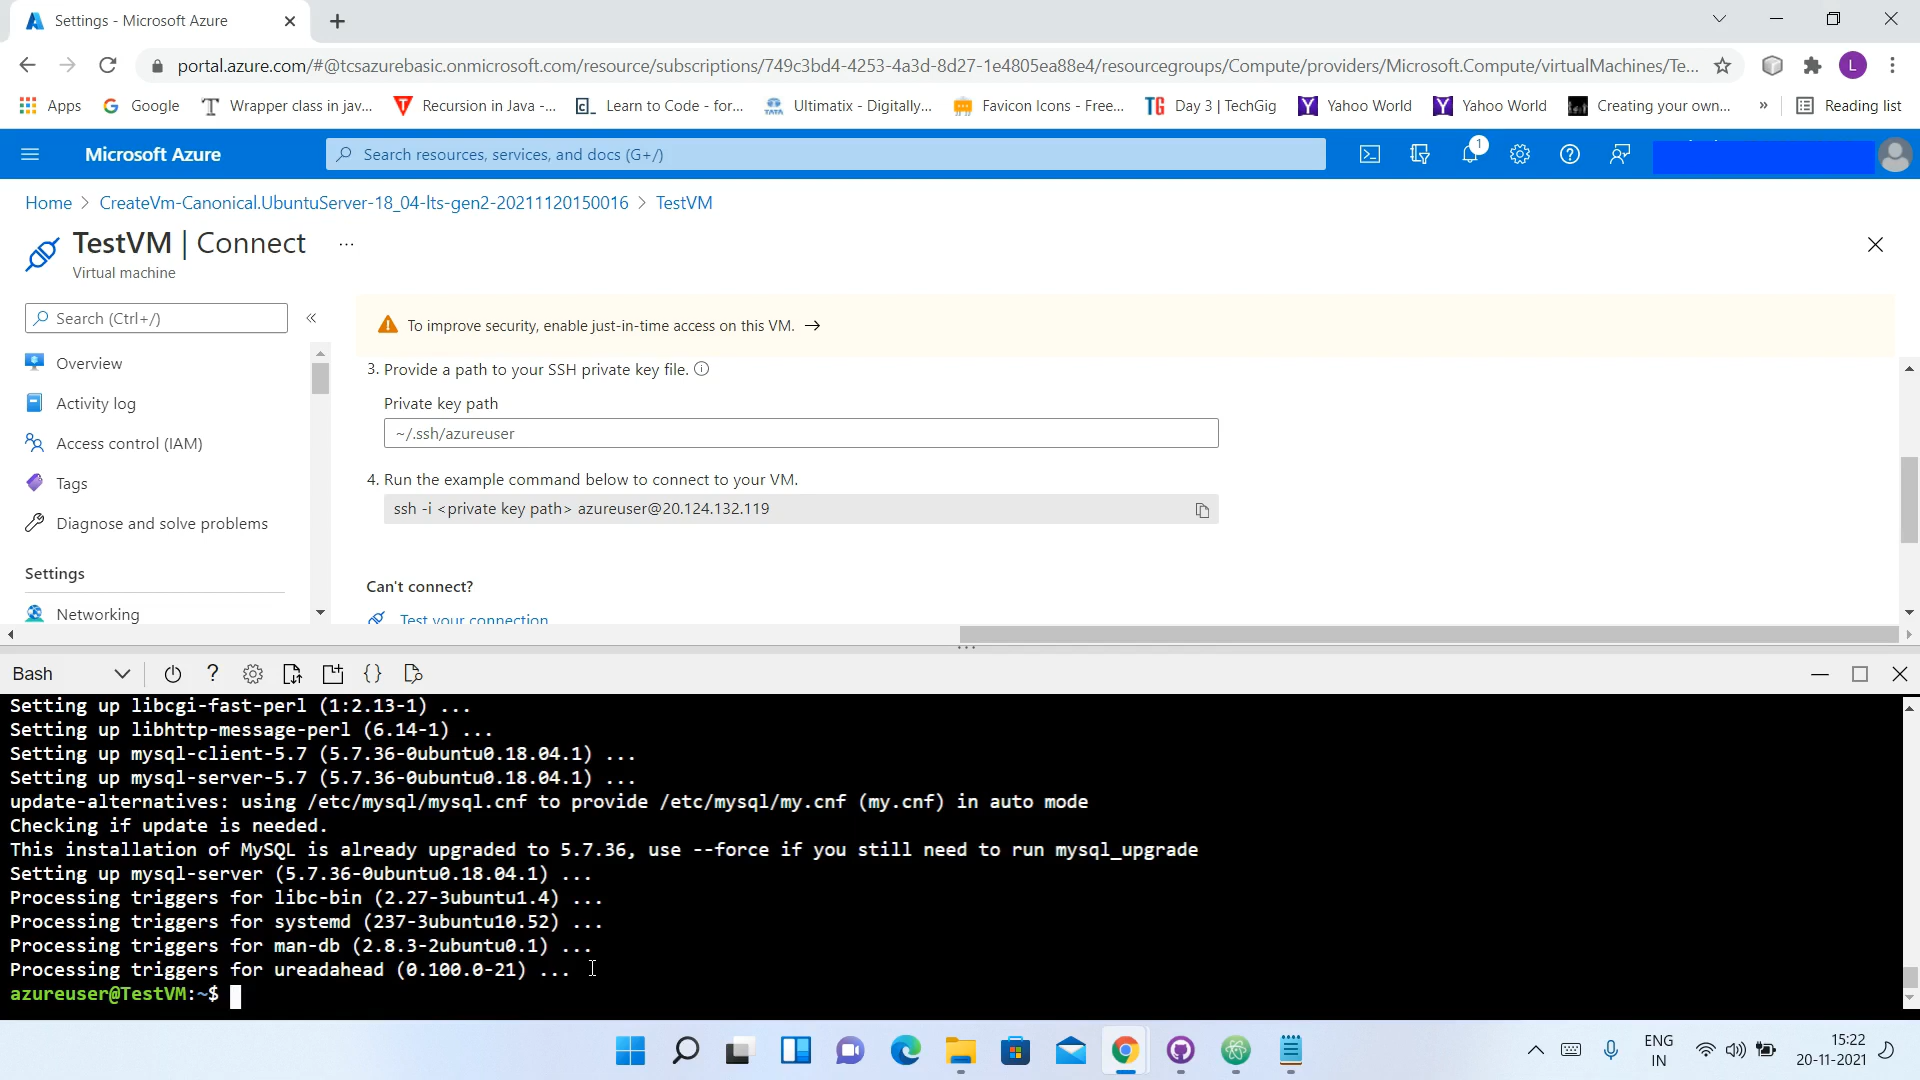 Settings - Microsoft Azure
portal.azure.com/#@tcsazurebasic.onmicrosoft.com/resource/subscriptions/749c3bd4-4253-4a3d-8d27-1e4805ea88e4/resourcegroups/Compute/providers/Microsoft.Compute/virtualMachines/Te...
L
Apps Google Wrapper class in jav... Recursion in Java -... Learn to Code - for... Ultimatix - Digitally... Favicon Icons - Free... Day 3 | TechGig Yahoo World Yahoo World Creating your own... » Reading list
Microsoft Azure
Search resources, services, and docs (G+/)
1
Home > CreateVm-Canonical.UbuntuServer-18_04-lts-gen2-20211120150016 > TestVM
TestVM | Connect ...
Virtual machine
Search (Ctrl+/) «
To improve security, enable just-in-time access on this VM. →
Overview
Activity log
Access control (IAM)
Tags
Diagnose and solve problems
Settings
Networking
3. Provide a path to your SSH private key file.
Private key path
~/.ssh/azureuser
4. Run the example command below to connect to your VM.
ssh -i <private key path> azureuser@20.124.132.119
Can't connect?
Test your connection
Bash
Setting up libcgi-fast-perl (1:2.13-1) ...
Setting up libhttp-message-perl (6.14-1) ...
Setting up mysql-client-5.7 (5.7.36-0ubuntu0.18.04.1) ...
Setting up mysql-server-5.7 (5.7.36-0ubuntu0.18.04.1) ...
update-alternatives: using /etc/mysql/mysql.cnf to provide /etc/mysql/my.cnf (my.cnf) in auto mode
Checking if update is needed.
This installation of MySQL is already upgraded to 5.7.36, use --force if you still need to run mysql_upgrade
Setting up mysql-server (5.7.36-0ubuntu0.18.04.1) ...
Processing triggers for libc-bin (2.27-3ubuntu1.4) ...
Processing triggers for systemd (237-3ubuntu10.52) ...
Processing triggers for man-db (2.8.3-2ubuntu0.1) ...
Processing triggers for ureadahead (0.100.0-21) ...
azureuser@TestVM:~$
ENG
IN
15:22
20-11-2021